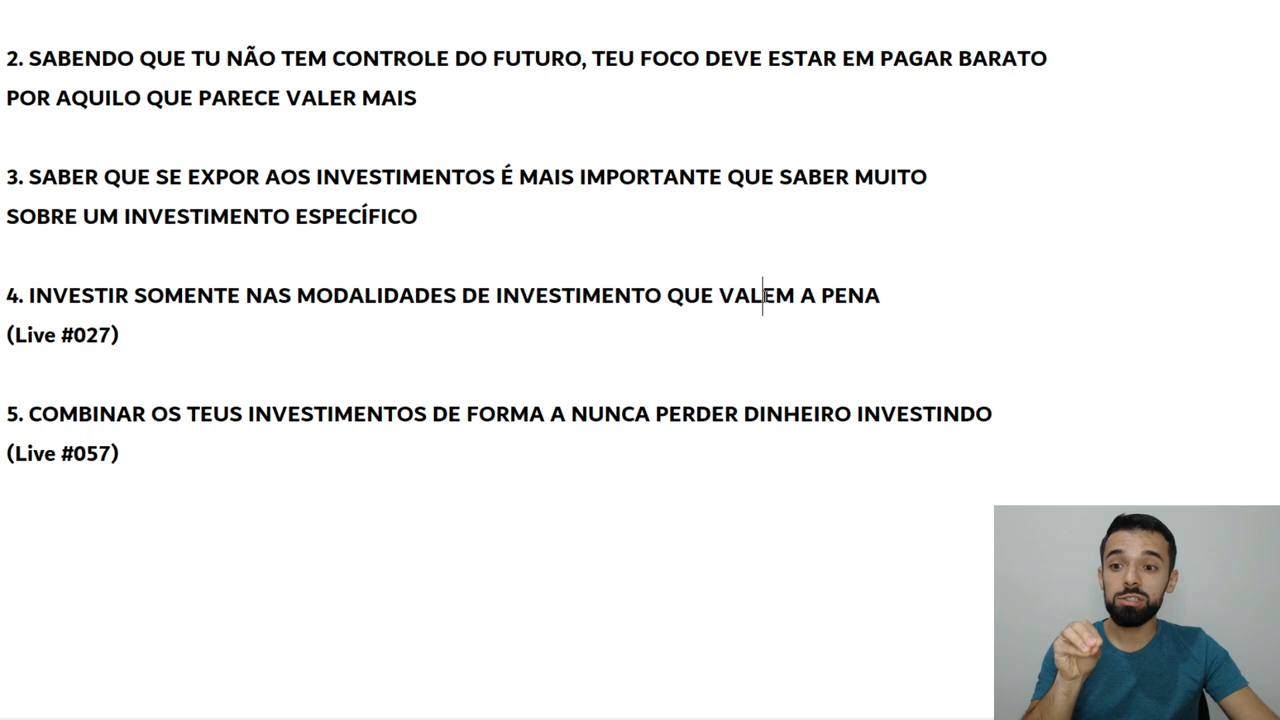 2. SABENDO QUE TU NÃO TEM CONTROLE DO FUTURO, TEU FOCO DEVE ESTAR EM PAGAR BARATO
POR AQUILO QUE PARECE VALER MAIS
3. SABER QUE SE EXPOR AOS INVESTIMENTOS É MAIS IMPORTANTE QUE SABER MUITO
SOBRE UM INVESTIMENTO ESPECÍFICO
4. INVESTIR SOMENTE NAS MODALIDADES DE INVESTIMENTO QUE VALEM A PENA
(Live #027)
5. COMBINAR OS TEUS INVESTIMENTOS DE FORMA A NUNCA PERDER DINHEIRO INVESTINDO
(Live #057)